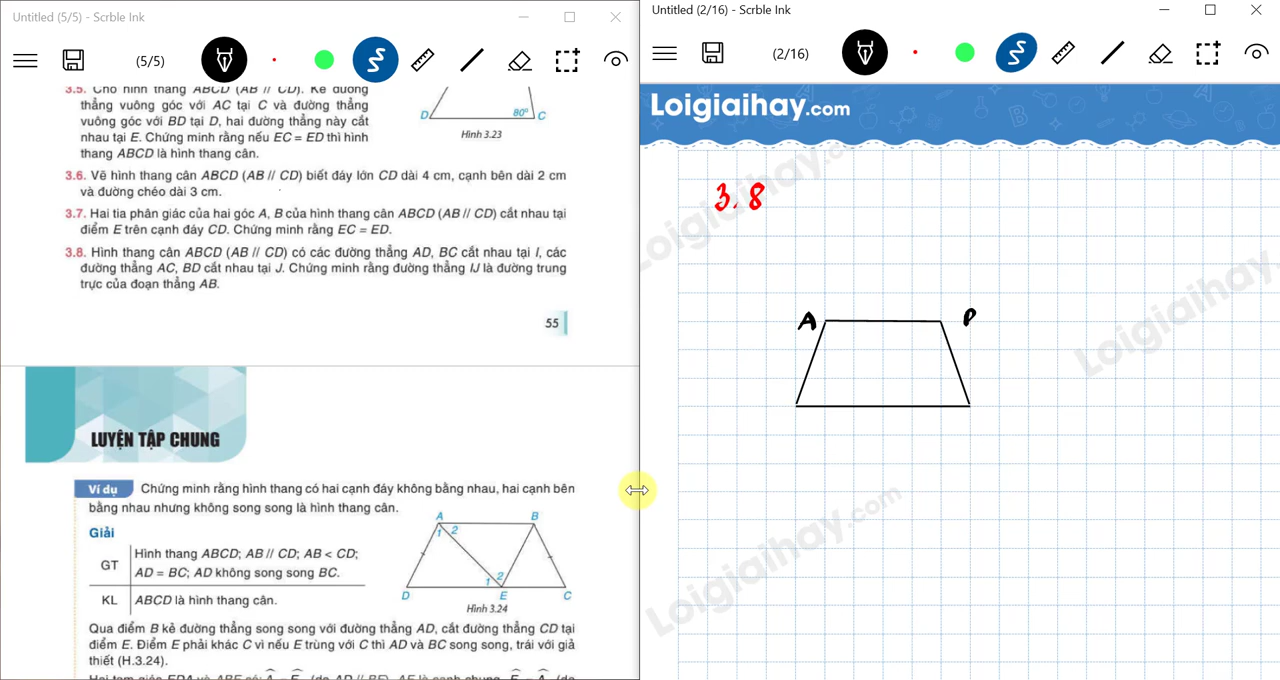 Untitled (5/5) - Scrble Ink
(5/5)
3.5. Cho hình thang ABCD (AB // CD). Kẻ đường
thẳng vuông góc với AC tại C và đường thẳng
vuông góc với BD tại D, hai đường thẳng này cắt
nhau tại E. Chứng minh rằng nếu EC = ED thì hình
thang ABCD là hình thang cân.
D 80° C
Hình 3.23
3.6. Vẽ hình thang cân ABCD (AB // CD) biết đáy lớn CD dài 4 cm, cạnh bên dài 2 cm
và đường chéo dài 3 cm.
3.7. Hai tia phân giác của hai góc A, B của hình thang cân ABCD (AB // CD) cắt nhau tại
điểm E trên cạnh đáy CD. Chứng minh rằng EC = ED.
3.8. Hình thang cân ABCD (AB // CD) có các đường thẳng AD, BC cắt nhau tại I, các
đường thẳng AC, BD cắt nhau tại J. Chứng minh rằng đường thẳng IJ là đường trung
trực của đoạn thẳng AB.
55
LUYỆN TẬP CHUNG
Ví dụ Chứng minh rằng hình thang có hai cạnh đáy không bằng nhau, hai cạnh bên
bằng nhau nhưng không song song là hình thang cân.
Giải
GT Hình thang ABCD; AB // CD; AB < CD;
AD = BC; AD không song song BC.
KL ABCD là hình thang cân.
A B
1 2
1 2
D E C
Hình 3.24
Qua điểm B kẻ đường thẳng song song với đường thẳng AD, cắt đường thẳng CD tại
điểm E. Điểm E phải khác C vì nếu E trùng với C thì AD và BC song song, trái với giả
thiết (H.3.24).
Untitled (2/16) - Scrble Ink
(2/16)
Loigiaihay.com
3.8
A
Loigiaihay.com
Loigiaihay.com
Loigiaihay.com